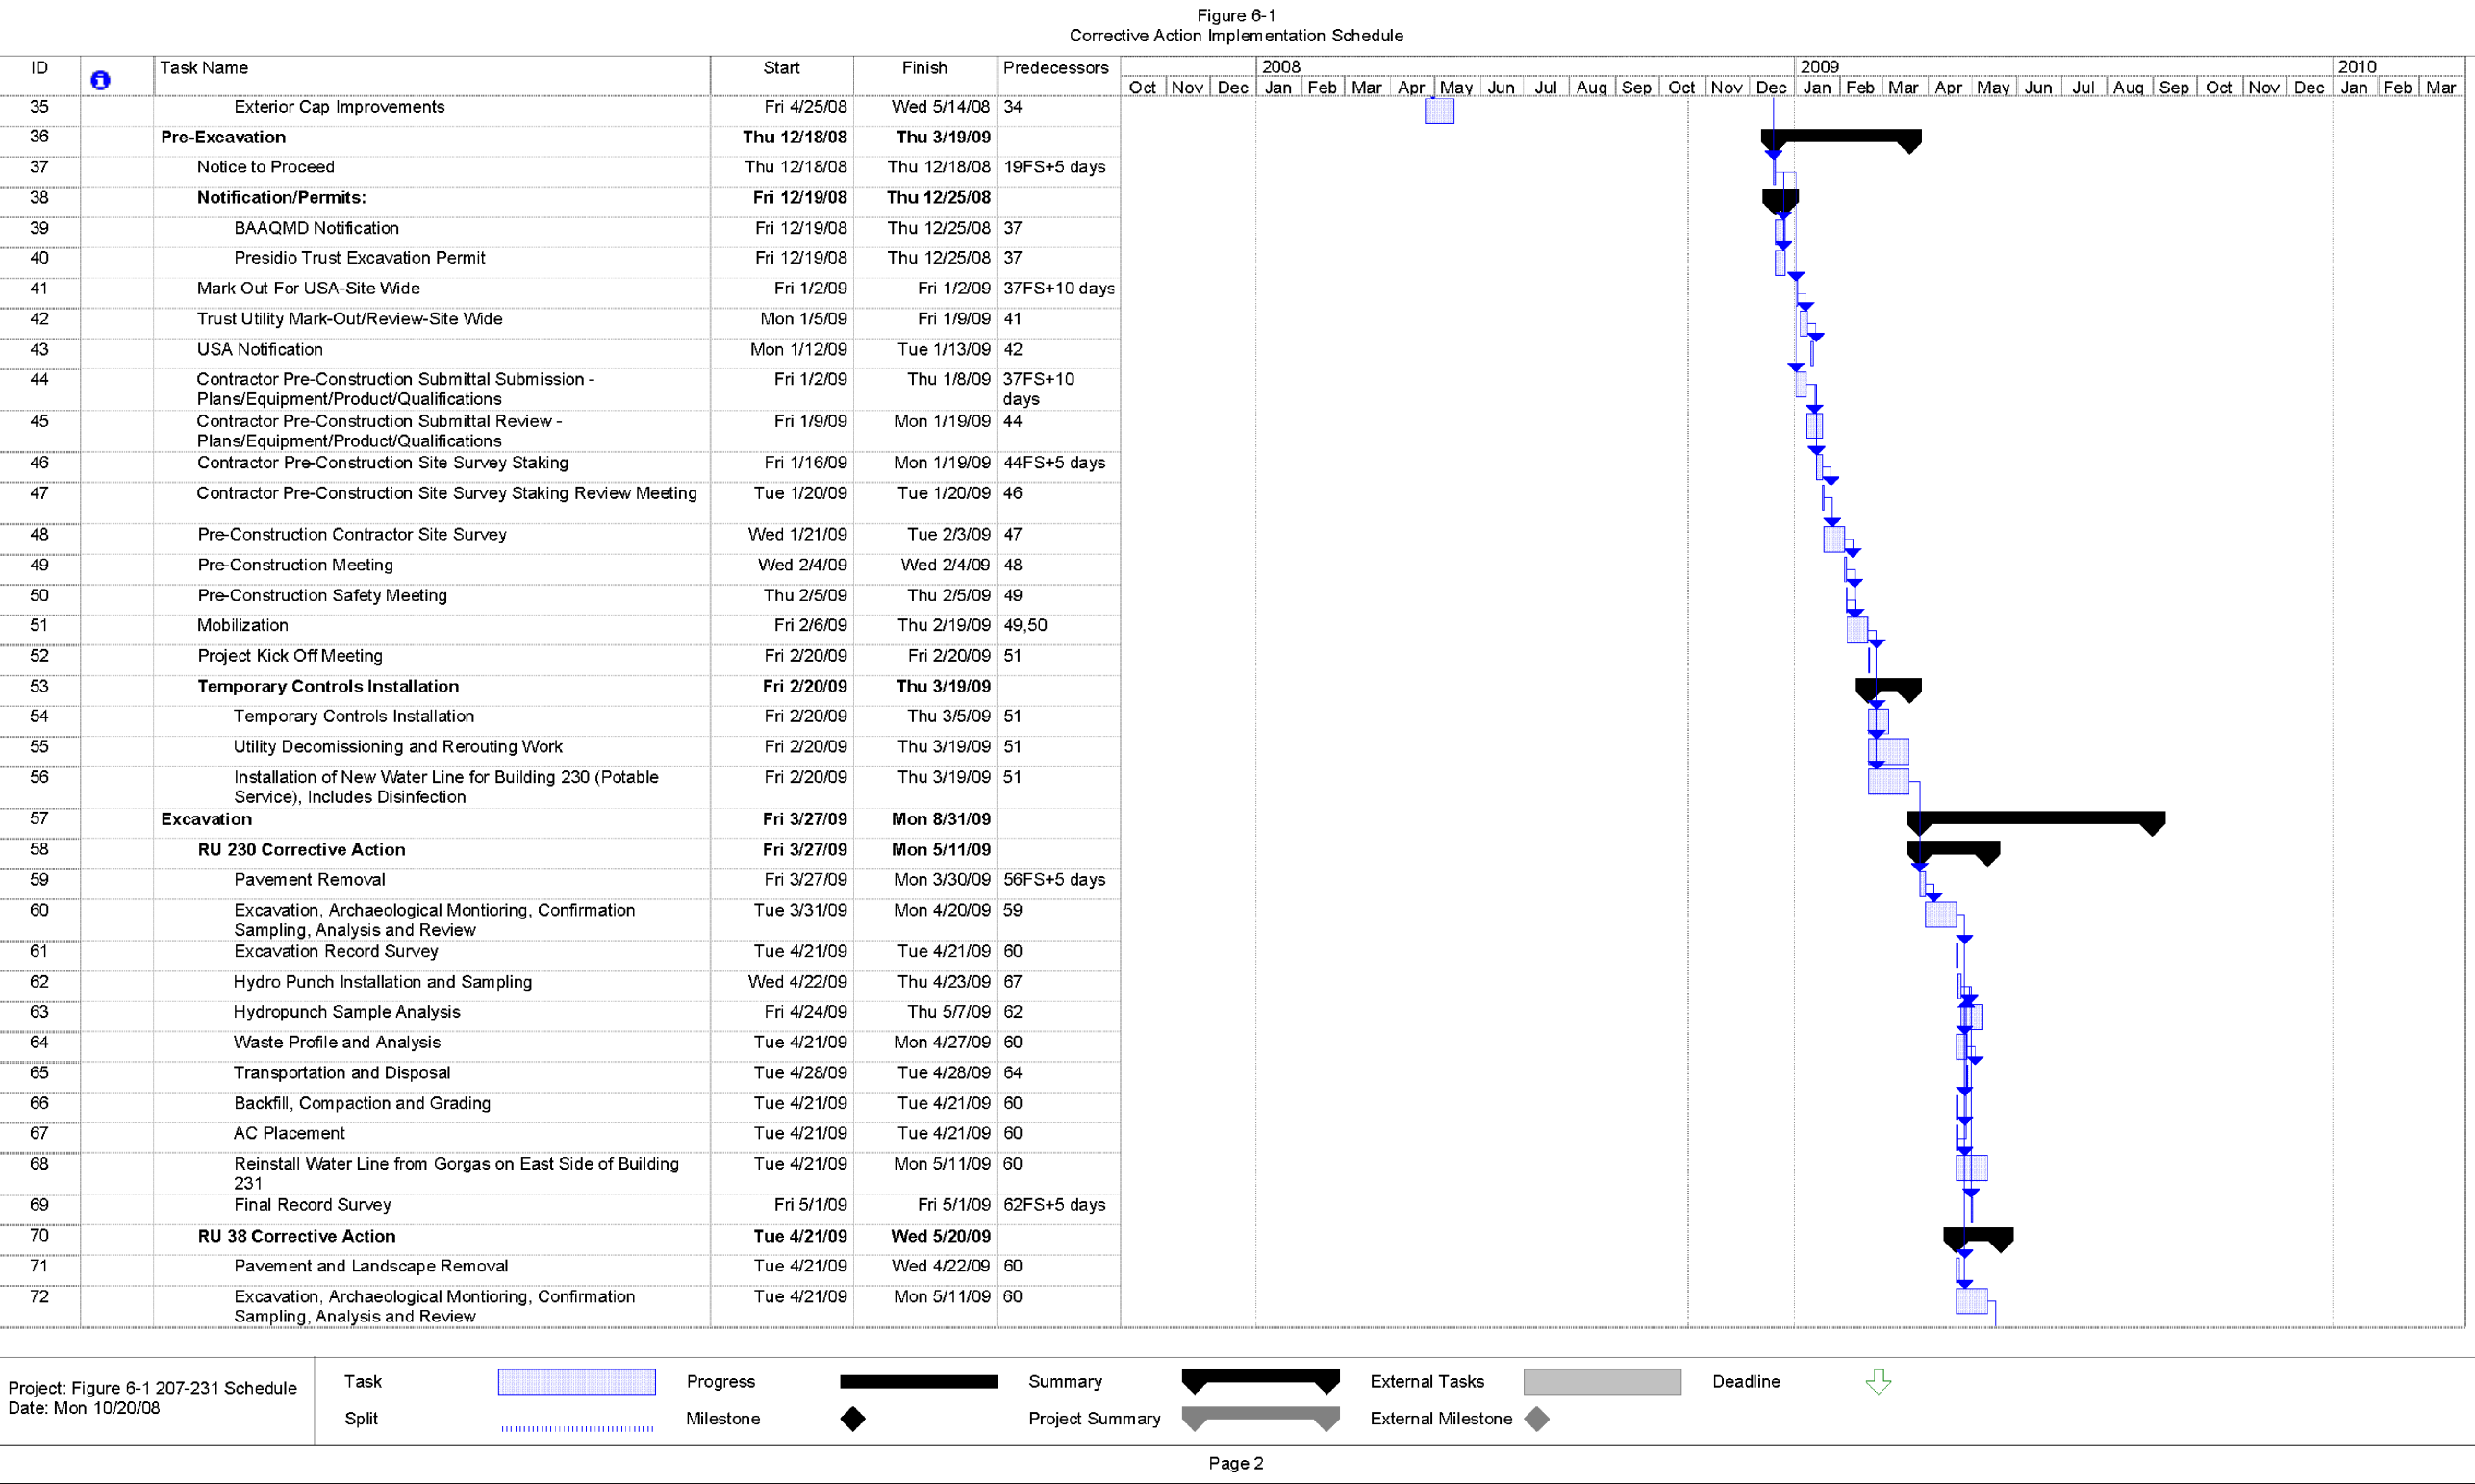 Figure 6-1
Corrective Action Implementation Schedule
ID Task Name Start Finish Predecessors 2008 2009 2010
Oct Nov Dec Jan Feb Mar Apr May Jun Jul Aug Sep Oct Nov Dec Jan Feb Mar Apr May Jun Jul Aug Sep Oct Nov Dec Jan Feb Mar
35 Exterior Cap Improvements Fri 4/25/08 Wed 5/14/08 34
36 Pre-Excavation Thu 12/18/08 Thu 3/19/09
37 Notice to Proceed Thu 12/18/08 Thu 12/18/08 19FS+5 days
38 Notification/Permits: Fri 12/19/08 Thu 12/25/08
39 BAAQMD Notification Fri 12/19/08 Thu 12/25/08 37
40 Presidio Trust Excavation Permit Fri 12/19/08 Thu 12/25/08 37
41 Mark Out For USA-Site Wide Fri 1/2/09 Fri 1/2/09 37FS+10 days
42 Trust Utility Mark-Out/Review-Site Wide Mon 1/5/09 Fri 1/9/09 41
43 USA Notification Mon 1/12/09 Tue 1/13/09 42
44 Contractor Pre-Construction Submittal Submission - Fri 1/2/09 Thu 1/8/09 37FS+10
Plans/Equipment/Product/Qualifications days
45 Contractor Pre-Construction Submittal Review - Fri 1/9/09 Mon 1/19/09 44
Plans/Equipment/Product/Qualifications
46 Contractor Pre-Construction Site Survey Staking Fri 1/16/09 Mon 1/19/09 44FS+5 days
47 Contractor Pre-Construction Site Survey Staking Review Meeting Tue 1/20/09 Tue 1/20/09 46
48 Pre-Construction Contractor Site Survey Wed 1/21/09 Tue 2/3/09 47
49 Pre-Construction Meeting Wed 2/4/09 Wed 2/4/09 48
50 Pre-Construction Safety Meeting Thu 2/5/09 Thu 2/5/09 49
51 Mobilization Fri 2/6/09 Thu 2/19/09 49,50
52 Project Kick Off Meeting Fri 2/20/09 Fri 2/20/09 51
53 Temporary Controls Installation Fri 2/20/09 Thu 3/19/09
54 Temporary Controls Installation Fri 2/20/09 Thu 3/5/09 51
55 Utility Decomissioning and Rerouting Work Fri 2/20/09 Thu 3/19/09 51
56 Installation of New Water Line for Building 230 (Potable Fri 2/20/09 Thu 3/19/09 51
Service), Includes Disinfection
57 Excavation Fri 3/27/09 Mon 8/31/09
58 RU 230 Corrective Action Fri 3/27/09 Mon 5/11/09
59 Pavement Removal Fri 3/27/09 Mon 3/30/09 56FS+5 days
60 Excavation, Archaeological Montioring, Confirmation Tue 3/31/09 Mon 4/20/09 59
Sampling, Analysis and Review
61 Excavation Record Survey Tue 4/21/09 Tue 4/21/09 60
62 Hydro Punch Installation and Sampling Wed 4/22/09 Thu 4/23/09 67
63 Hydropunch Sample Analysis Fri 4/24/09 Thu 5/7/09 62
64 Waste Profile and Analysis Tue 4/21/09 Mon 4/27/09 60
65 Transportation and Disposal Tue 4/28/09 Tue 4/28/09 64
66 Backfill, Compaction and Grading Tue 4/21/09 Tue 4/21/09 60
67 AC Placement Tue 4/21/09 Tue 4/21/09 60
68 Reinstall Water Line from Gorgas on East Side of Building Tue 4/21/09 Mon 5/11/09 60
231
69 Final Record Survey Fri 5/1/09 Fri 5/1/09 62FS+5 days
70 RU 38 Corrective Action Tue 4/21/09 Wed 5/20/09
71 Pavement and Landscape Removal Tue 4/21/09 Wed 4/22/09 60
72 Excavation, Archaeological Montioring, Confirmation Tue 4/21/09 Mon 5/11/09 60
Sampling, Analysis and Review
Project: Figure 6-1 207-231 Schedule
Date: Mon 10/20/08
Task Progress Summary External Tasks Deadline
Split Milestone Project Summary External Milestone
Page 2